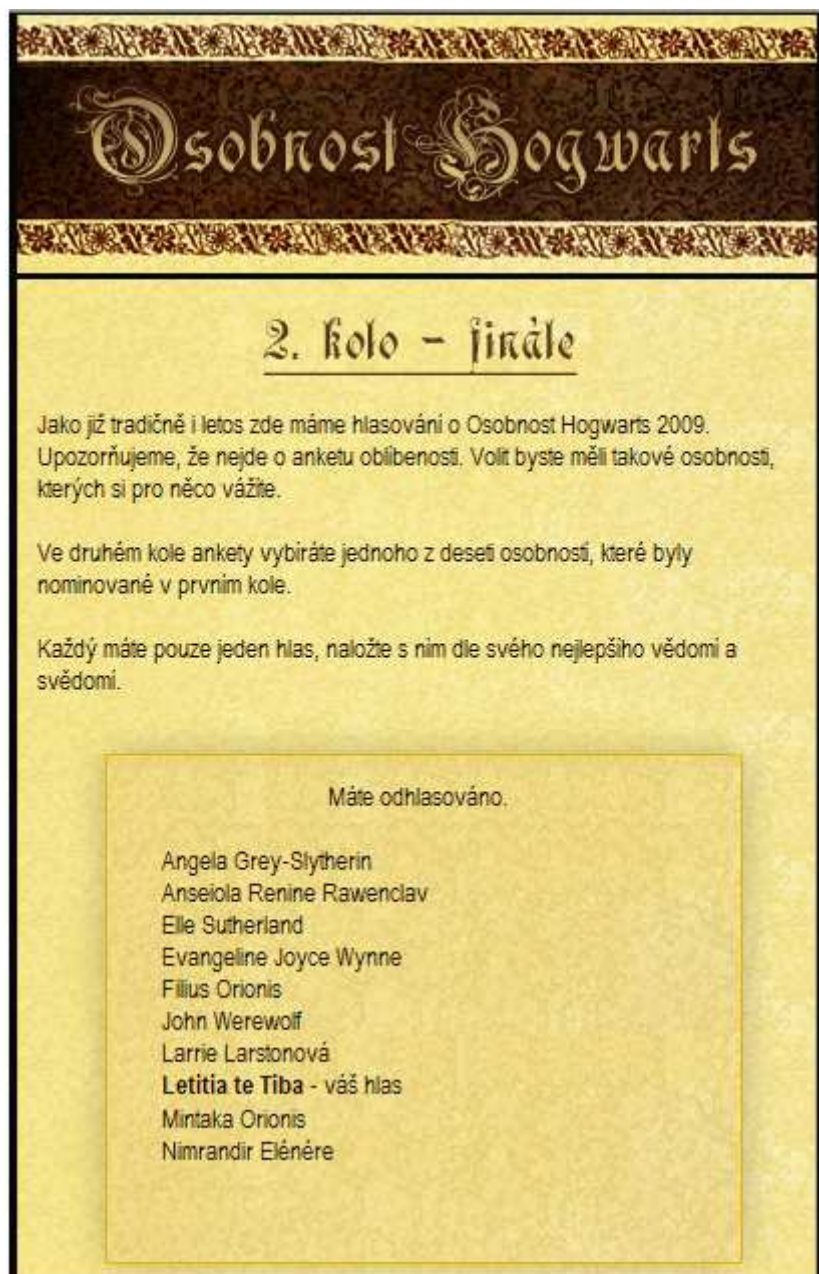 Osobnost Hogwarts
2. kolo - finále
Jako již tradičně i letos zde máme hlasování o Osobnost Hogwarts 2009.
Upozorňujeme, že nejde o anketu oblíbenosti. Volit byste měli takové osobnosti,
kterých si pro něco vážíte.
Ve druhém kole ankety vybíráte jednoho z deseti osobností, které byly
nominované v prvním kole.
Každý máte pouze jeden hlas, naložte s ním dle svého nejlepšího vědomí a
svědomí.
Máte odhlasováno.
Angela Grey-Slytherin
Anseiola Renine Rawenclav
Elle Sutherland
Evangeline Joyce Wynne
Filius Orionis
John Werewolf
Larrie Larstonová
Letitia te Tiba - váš hlas
Mintaka Orionis
Nimrandir Elénére